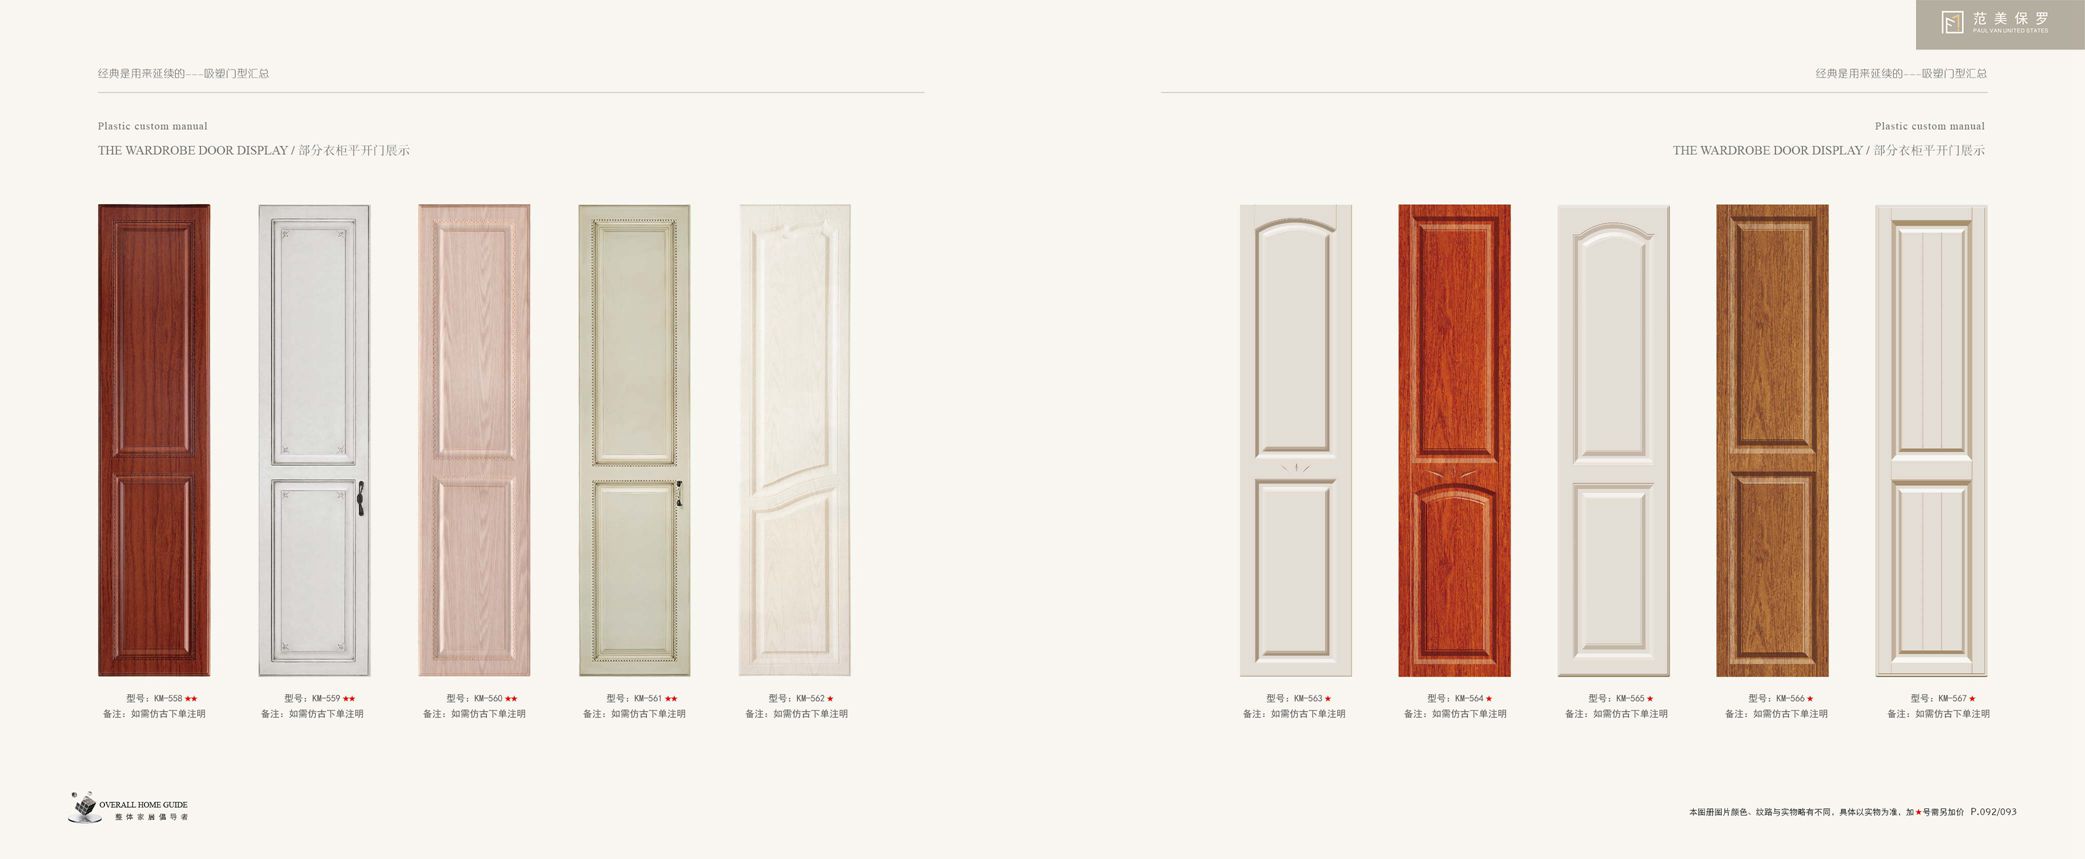 范美保罗
PAUL VAN UNITED STATES
经典是用来延续的---吸塑门型汇总
经典是用来延续的---吸塑门型汇总
Plastic custom manual
THE WARDROBE DOOR DISPLAY / 部分衣柜平开门展示
Plastic custom manual
THE WARDROBE DOOR DISPLAY / 部分衣柜平开门展示
型号：KM-558 ★★
备注：如需仿古下单注明
型号：KM-559 ★★
备注：如需仿古下单注明
型号：KM-560 ★★
备注：如需仿古下单注明
型号：KM-561 ★★
备注：如需仿古下单注明
型号：KM-562 ★
备注：如需仿古下单注明
型号：KM-563 ★
备注：如需仿古下单注明
型号：KM-564 ★
备注：如需仿古下单注明
型号：KM-565 ★
备注：如需仿古下单注明
型号：KM-566 ★
备注：如需仿古下单注明
型号：KM-567 ★
备注：如需仿古下单注明
OVERALL HOME GUIDE
整体家居倡导者
本图册图片颜色、纹路与实物略有不同，具体以实物为准，加★号需另加价 P.092/093